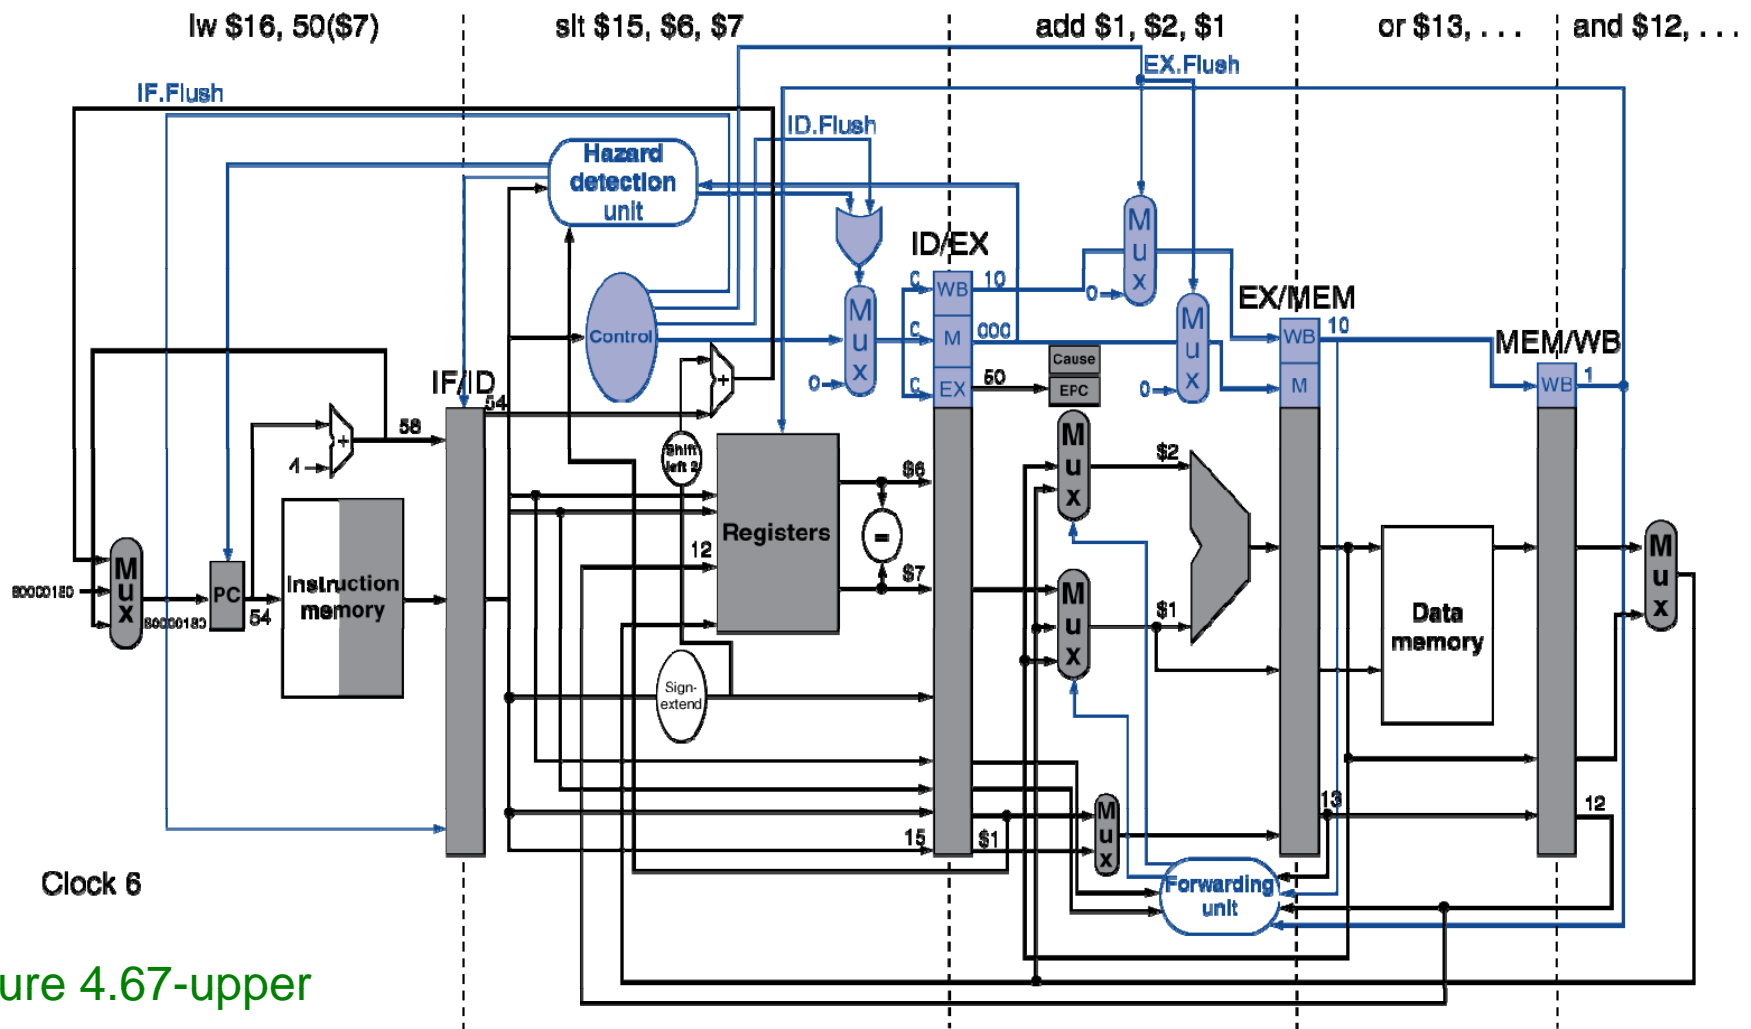 lw $16, 50($7)
slt $15, $6, $7
add $1, $2, $1
or $13, . . .
and $12, . . .
EX.Flush
IF.Flush
ID.Flush
Hazard
detection
unit
M
u
x
ID/EX
WB
10
0
EX/MEM
M
u
x
Control
M
u
x
0
M
000
M
u
x
0
WB
10
MEM/WB
Cause
EX
50
EPC
M
WB
1
IF/ID
54
+
58
+
4
Shift
left 2
$6
M
u
x
$2
Registers
=
12
$7
M
u
x
80000180
PC
54
80000180
Instruction
memory
M
u
x
$1
Data
memory
M
u
x
Sign-
extend
15
$1
M
u
x
13
12
Clock 6
Forwarding
unit
ure 4.67-upper